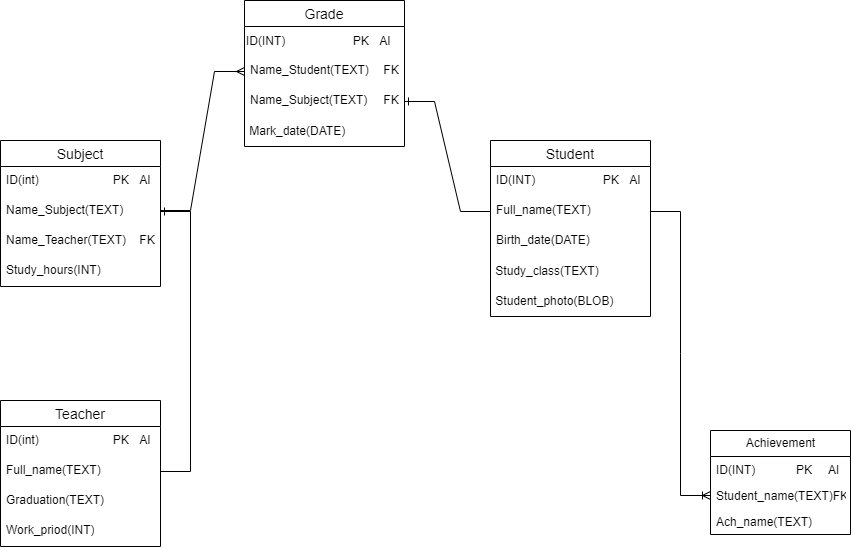 Grade
ID(INT) PK AI
Name_Student(TEXT) FK
Name_Subject(TEXT) FK
Mark_date(DATE)
Subject
ID(int) PK AI
Name_Subject(TEXT)
Name_Teacher(TEXT) FK
Study_hours(INT)
Student
ID(INT) PK AI
Full_name(TEXT)
Birth_date(DATE)
Study_class(TEXT)
Student_photo(BLOB)
Teacher
ID(int) PK AI
Full_name(TEXT)
Graduation(TEXT)
Work_priod(INT)
Achievement
ID(INT) PK AI
Student_name(TEXT)FK
Ach_name(TEXT)